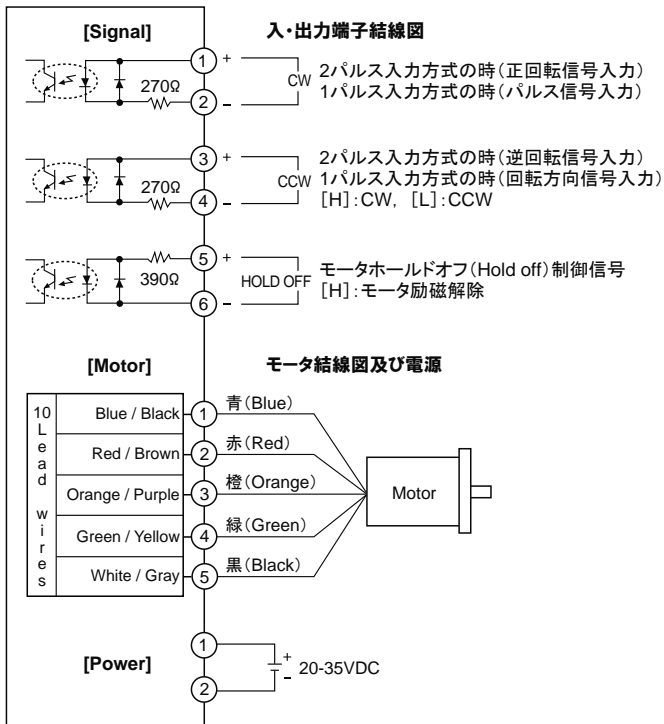 [Signal]
入・出力端子結線図
1
+
270Ω
2
−
CW
2パルス入力方式の時(正回転信号入力)
1パルス入力方式の時(パルス信号入力)
3
+
270Ω
4
−
CCW
2パルス入力方式の時(逆回転信号入力)
1パルス入力方式の時(回転方向信号入力)
[H]:CW, [L]:CCW
5
+
390Ω
6
−
HOLD OFF
モータホールドオフ(Hold off)制御信号
[H]:モータ励磁解除
[Motor]
モータ結線図及び電源
10 Lead wires
Blue / Black
1
青(Blue)
Red / Brown
2
赤(Red)
Orange / Purple
3
橙(Orange)
Green / Yellow
4
緑(Green)
White / Gray
5
黒(Black)
Motor
[Power]
1
2
+
−
20-35VDC